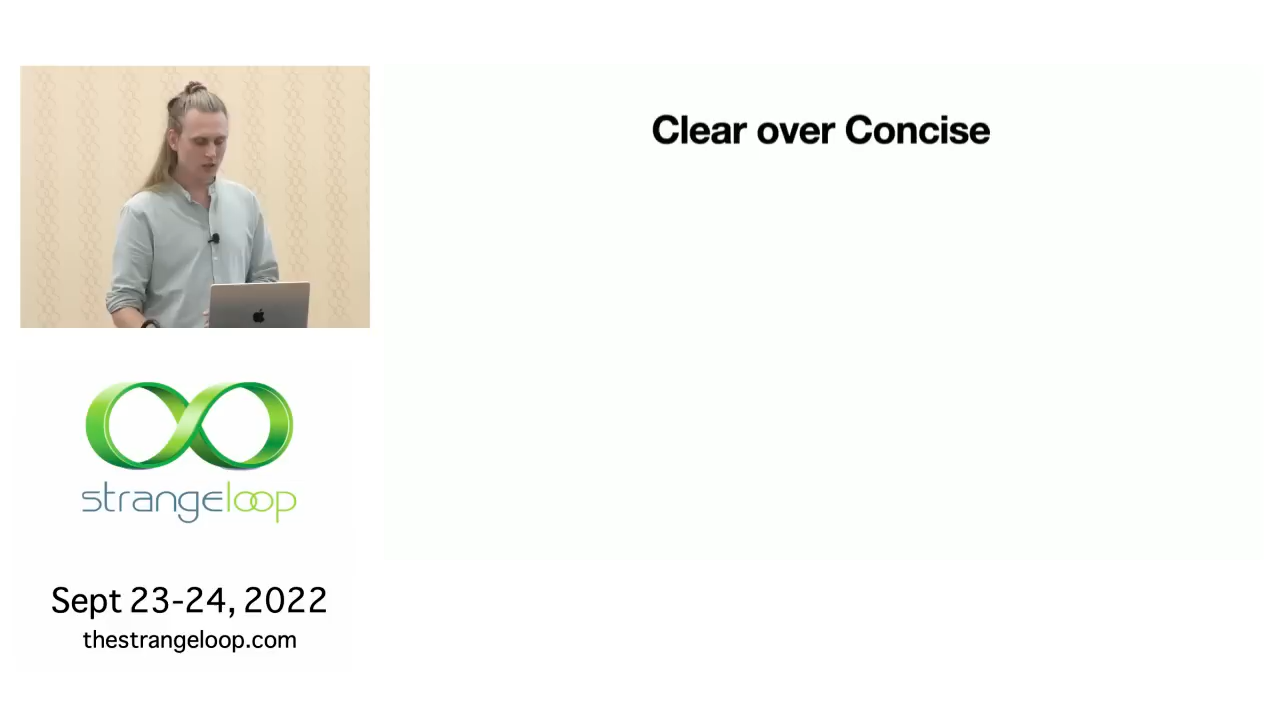 Clear over Concise
strangeloop
Sept 23-24, 2022
thestrangeloop.com